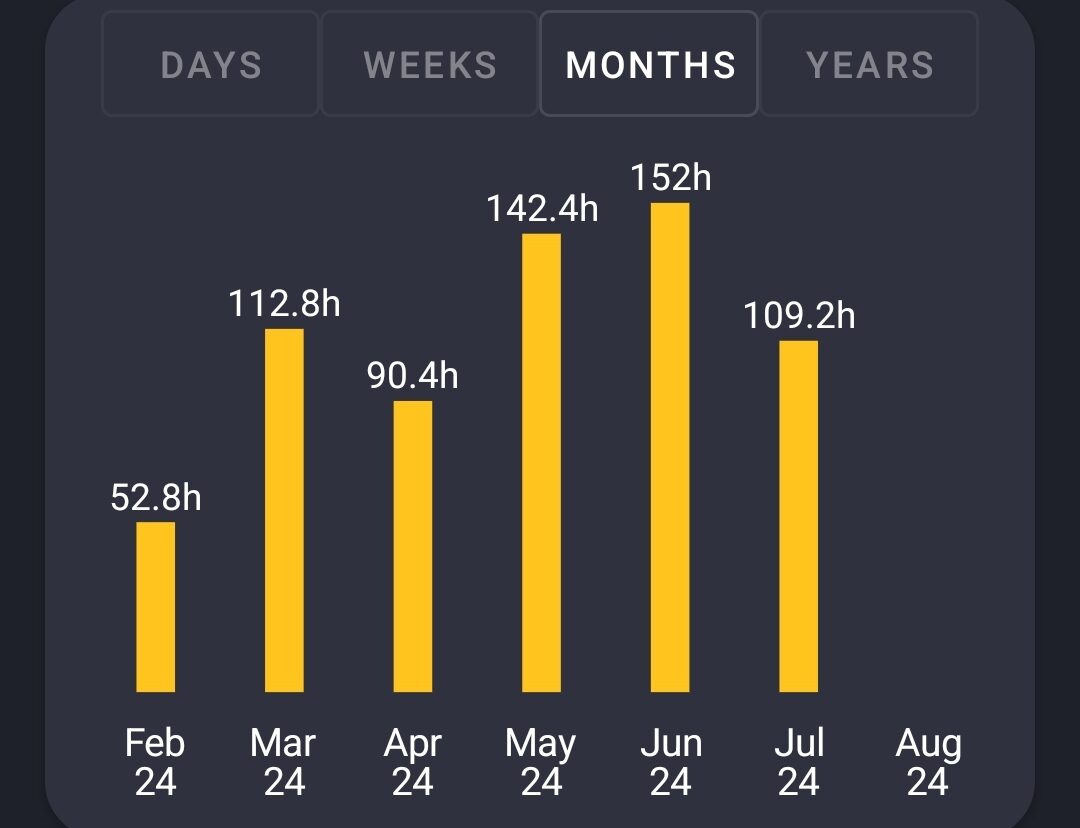 DAYS WEEKS MONTHS YEARS
152h
142.4h
112.8h
109.2h
90.4h
52.8h
Feb Mar Apr May Jun Jul Aug
24 24 24 24 24 24 24